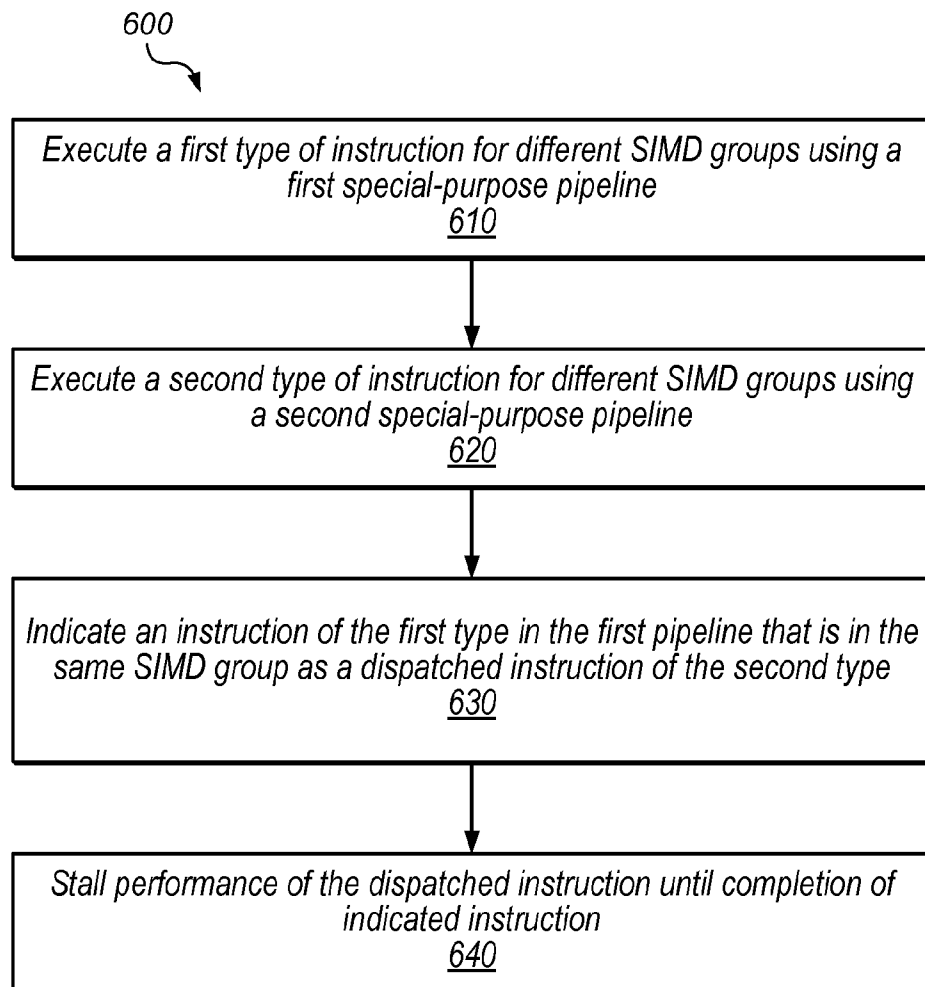 600
Execute a first type of instruction for different SIMD groups using a
first special-purpose pipeline
610
Execute a second type of instruction for different SIMD groups using
a second special-purpose pipeline
620
Indicate an instruction of the first type in the first pipeline that is in the
same SIMD group as a dispatched instruction of the second type
630
Stall performance of the dispatched instruction until completion of
indicated instruction
640